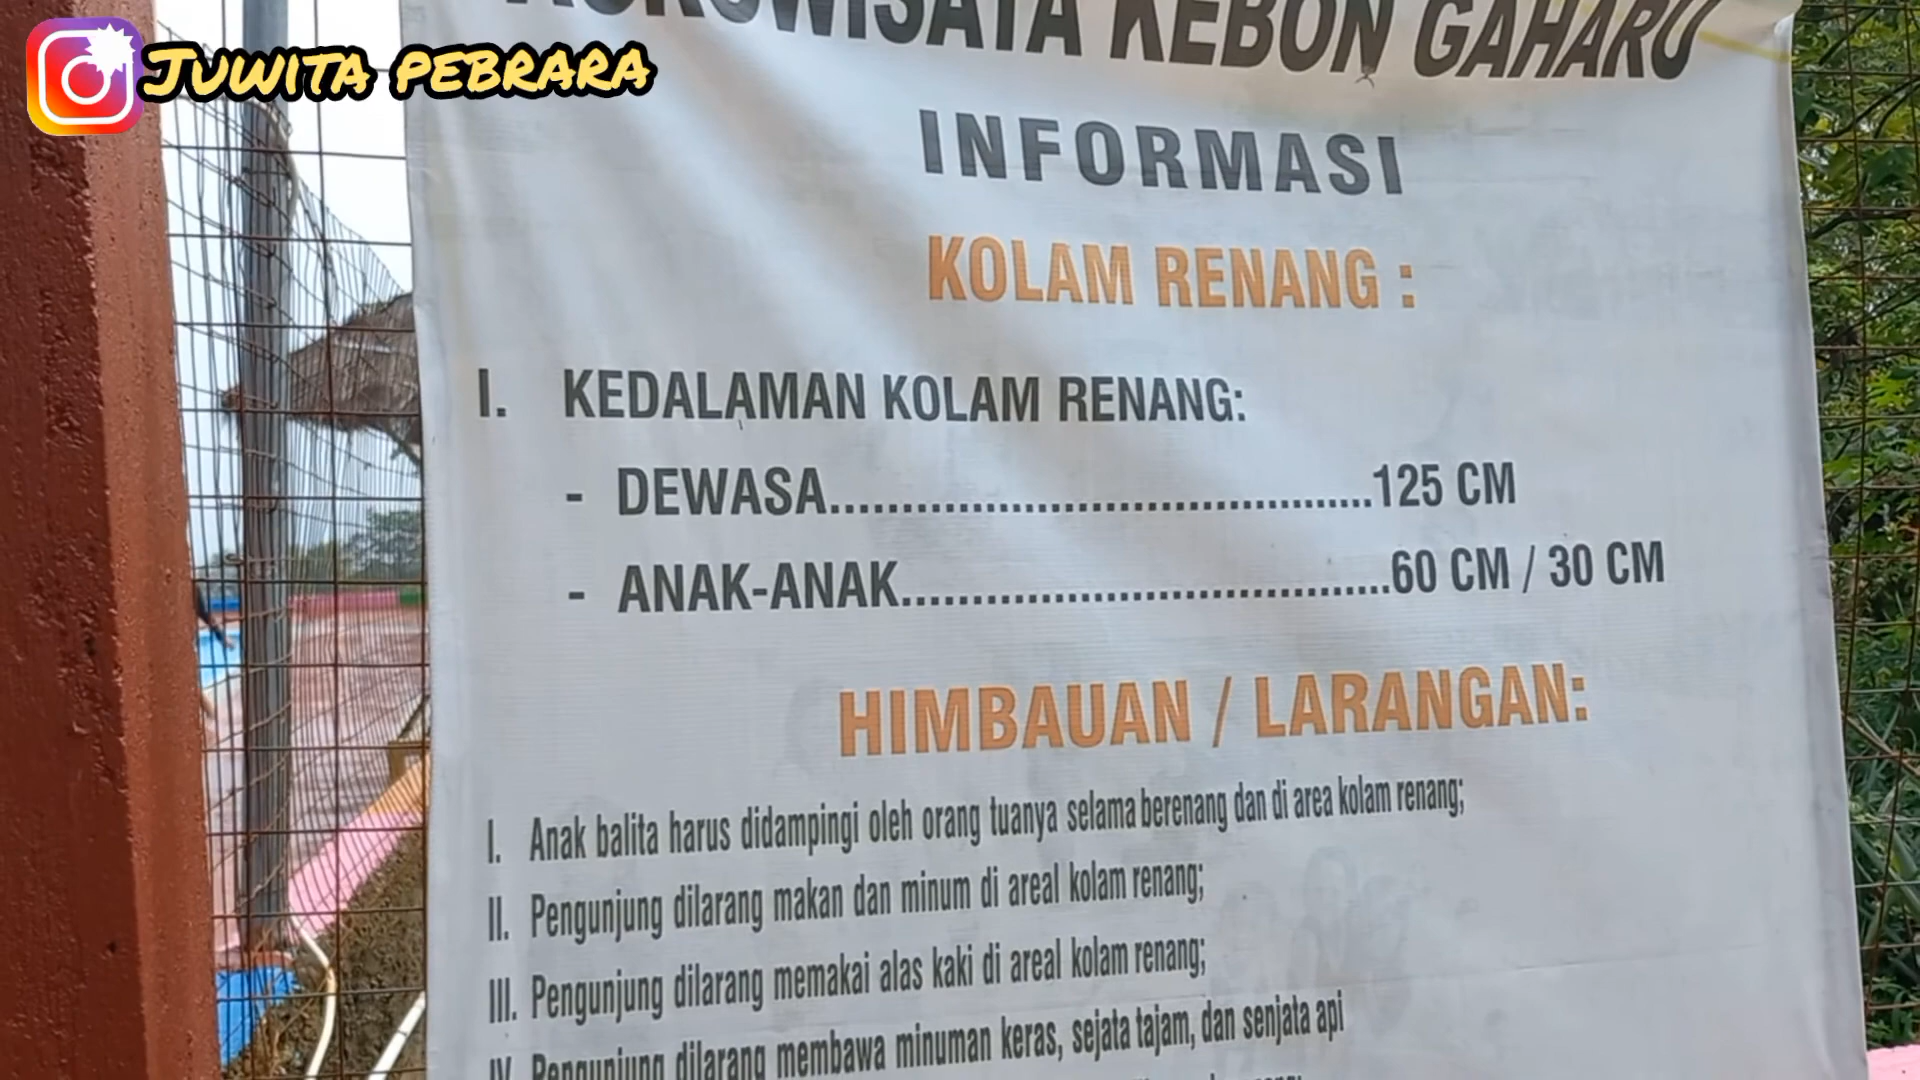 JUWITA PEBRARA
KEBON GAHARU
INFORMASI
KOLAM RENANG :
I. KEDALAMAN KOLAM RENANG:
- DEWASA......................................125 CM
- ANAK-ANAK..................................60 CM / 30 CM
HIMBAUAN / LARANGAN:
I. Anak balita harus didampingi oleh orang tuanya selama berenang dan di area kolam renang;
II. Pengunjung dilarang makan dan minum di areal kolam renang;
III. Pengunjung dilarang memakai alas kaki di areal kolam renang;
IV. Pengunjung dilarang membawa minuman keras, sejata tajam, dan senjata api